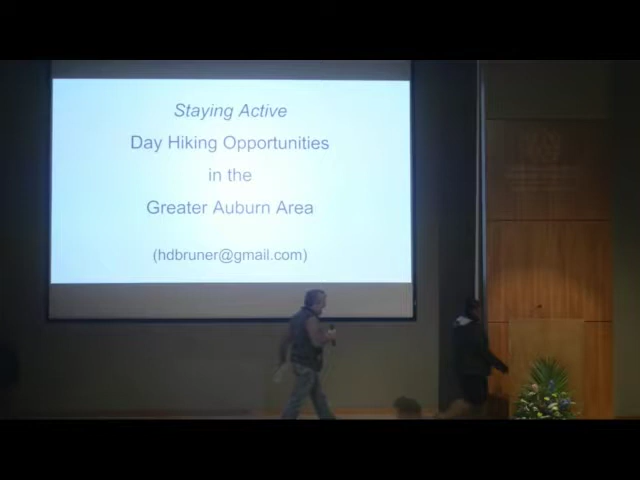 Staying Active
Day Hiking Opportunities
in the
Greater Auburn Area
(hdbruner@gmail.com)